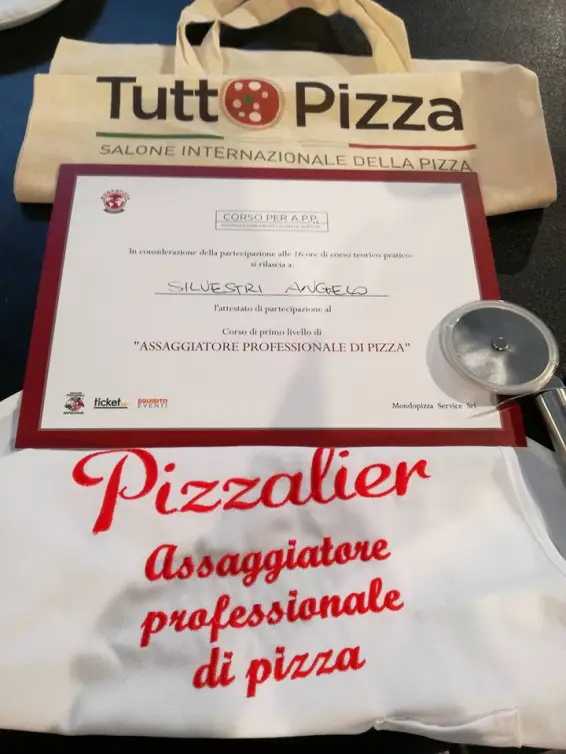 Tutto Pizza
SALONE INTERNAZIONALE DELLA PIZZA
CORSO PER A.P.P.
In considerazione della partecipazione alle 16 ore di corso teorico pratico:
si rilascia a:
SILVESTRI ANGELO
l'attestato di partecipazione al
Corso di primo livello di
"ASSAGGIATORE PROFESSIONALE DI PIZZA"
ticket
SQUISITO
EVENTI
Mondopizza Service Srl
Pizzalier
Assaggiatore
professionale
di pizza